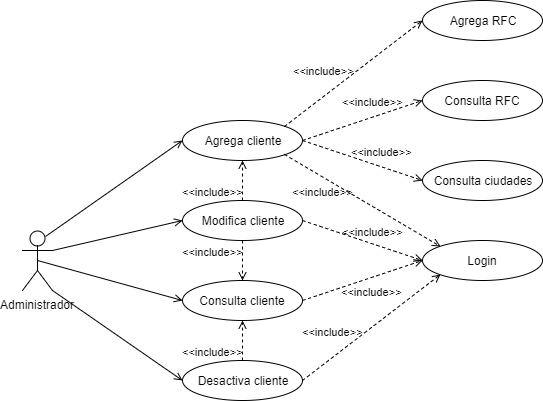 Agrega RFC
<<include>>
Consulta RFC
<<include>>
Agrega cliente
<<include>>
Consulta ciudades
<<include>>
<<include>>
Modifica cliente
<<include>>
<<include>>
Login
Administrador
Consulta cliente
<<include>>
<<include>>
<<include>>
Desactiva cliente